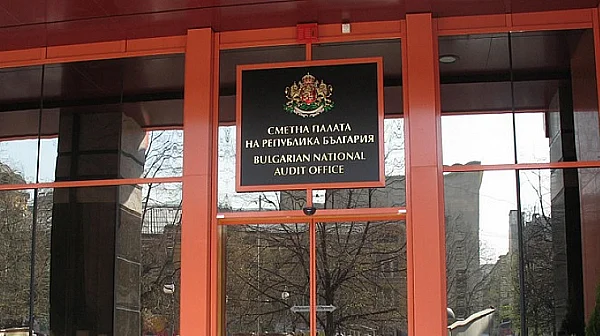 СМЕТНА ПАЛАТА
НА РЕПУБЛИКА БЪЛГАРИЯ
BULGARIAN NATIONAL
AUDIT OFFICE